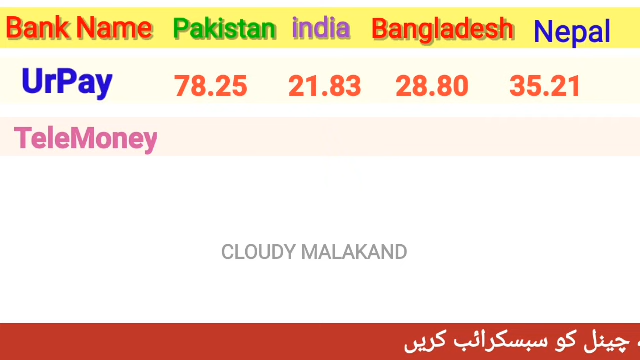 Bank Name Pakistan india Bangladesh Nepal
UrPay 78.25 21.83 28.80 35.21
TeleMoney
CLOUDY MALAKAND
چینل کو سبسکرائب کریں